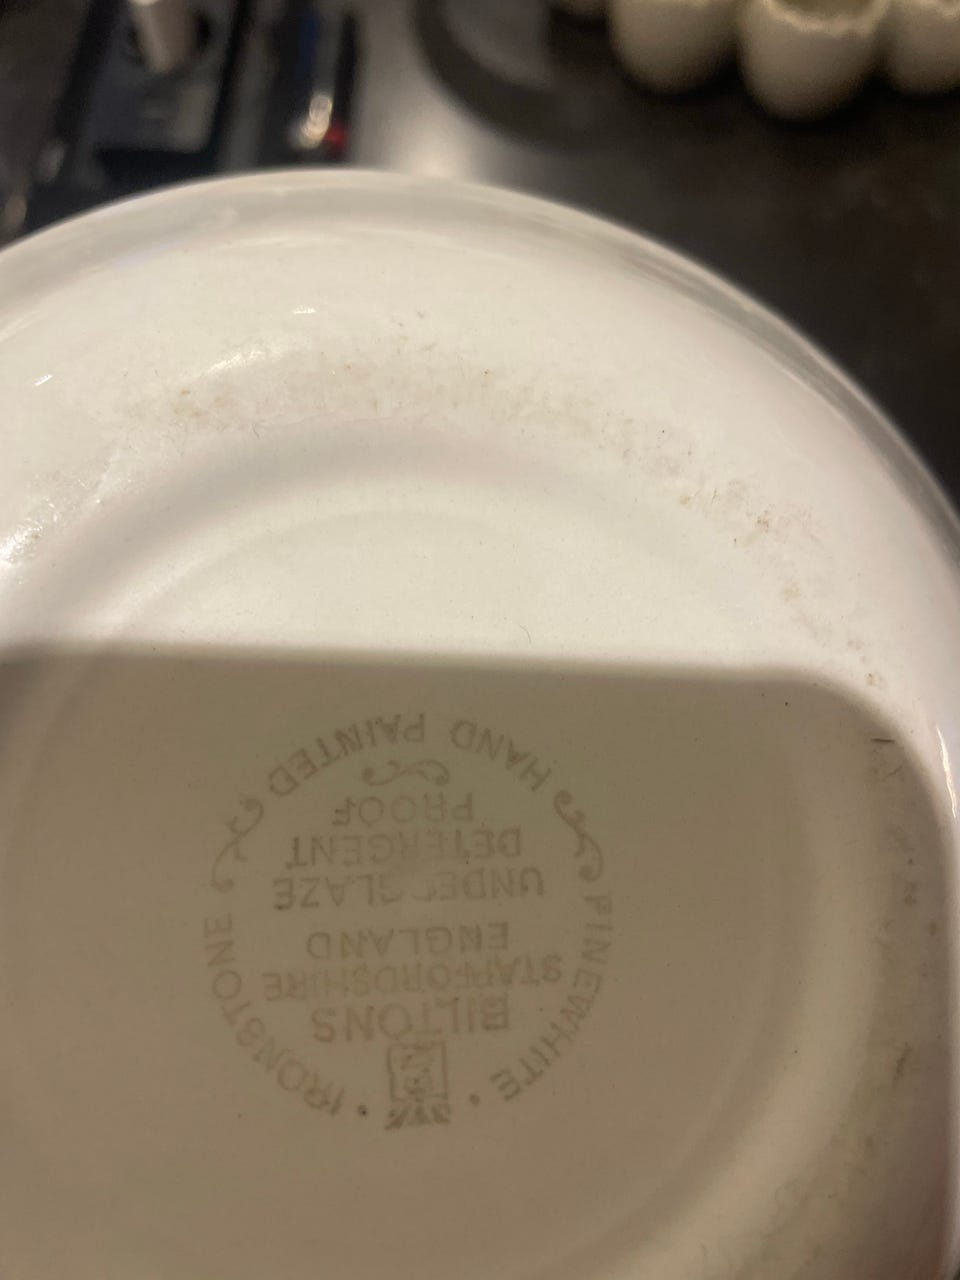 FINEWHITE • • IRONSTONE
BILTONS
STAFFORDSHIRE
ENGLAND
UNDERGLAZE
DETERGENT
PROOF
HAND PAINTED